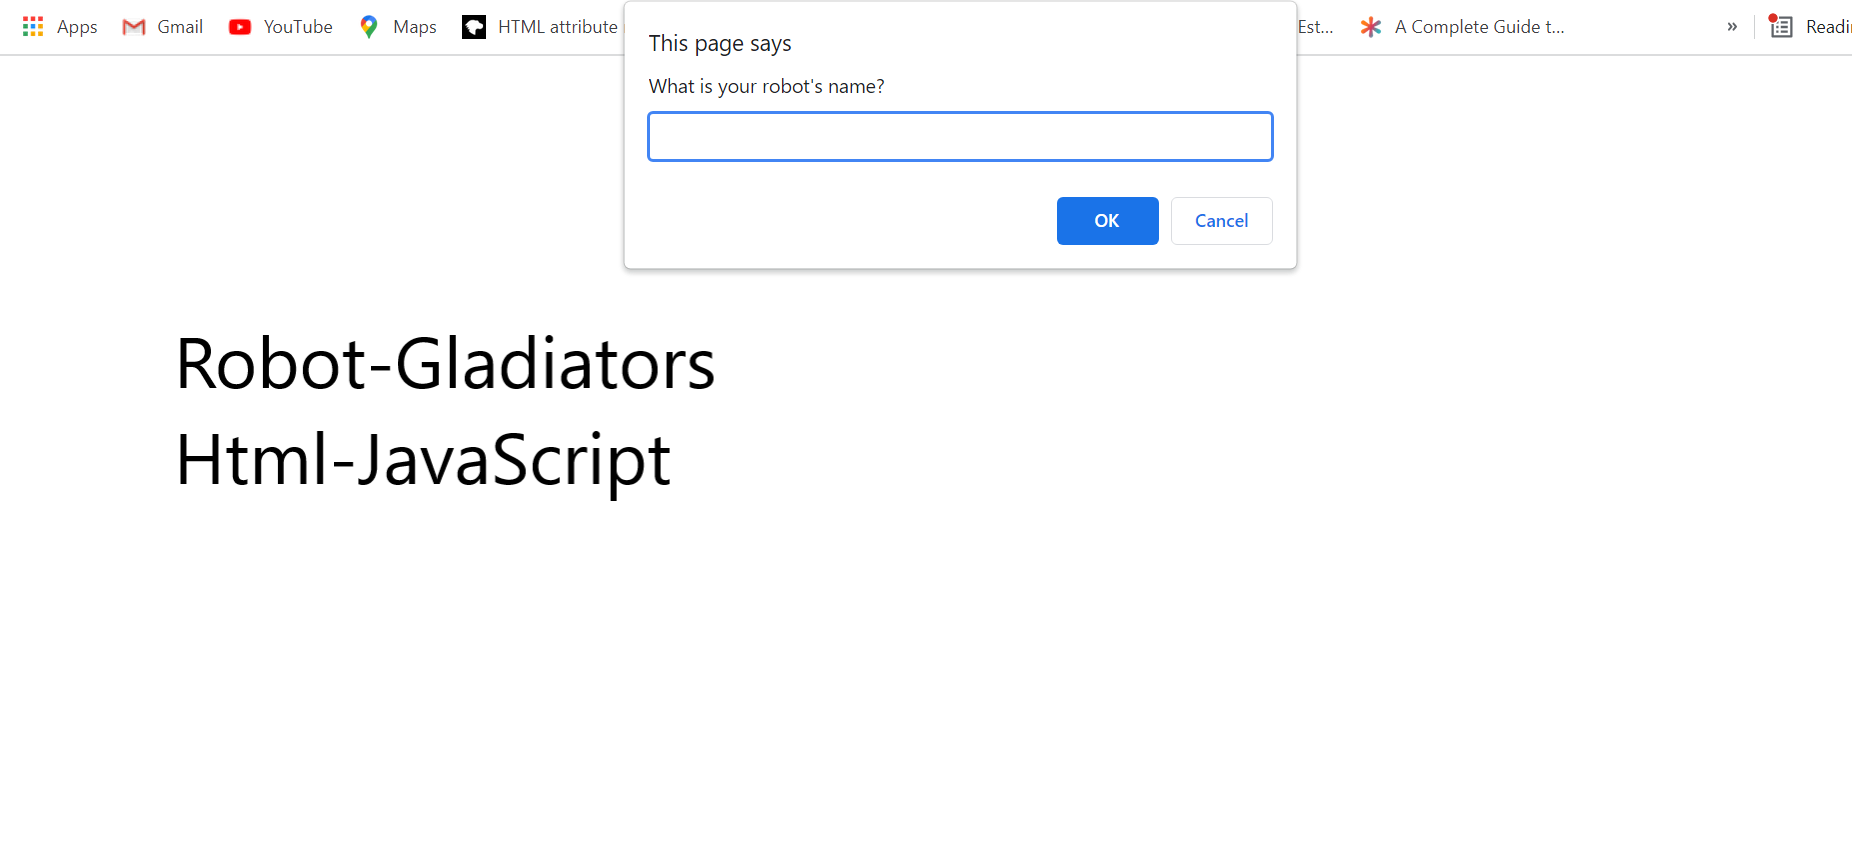 Apps Gmail YouTube Maps HTML attribute Est... A Complete Guide t... » Readi
This page says
What is your robot's name?
OK Cancel
Robot-Gladiators
Html-JavaScript